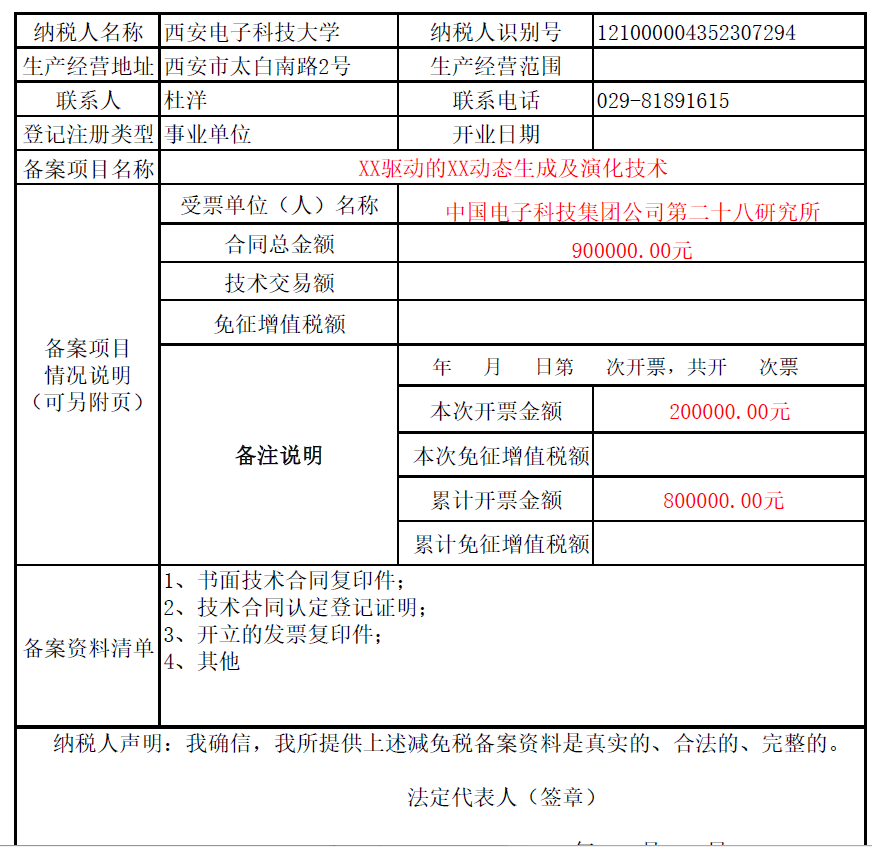 纳税人名称 西安电子科技大学 纳税人识别号 121000004352307294
生产经营地址 西安市太白南路2号 生产经营范围
联系人 杜洋 联系电话 029-81891615
登记注册类型 事业单位 开业日期
备案项目名称 XX驱动的XX动态生成及演化技术
受票单位（人）名称 中国电子科技集团公司第二十八研究所
合同总金额 900000.00元
技术交易额
免征增值税额
备案项目
情况说明
（可另附页）
备注说明
年 月 日第 次开票，共开 次票
本次开票金额 200000.00元
本次免征增值税额
累计开票金额 800000.00元
累计免征增值税额
备案资料清单
1、书面技术合同复印件；
2、技术合同认定登记证明；
3、开立的发票复印件；
4、其他
纳税人声明：我确信，我所提供上述减免税备案资料是真实的、合法的、完整的。
法定代表人（签章）